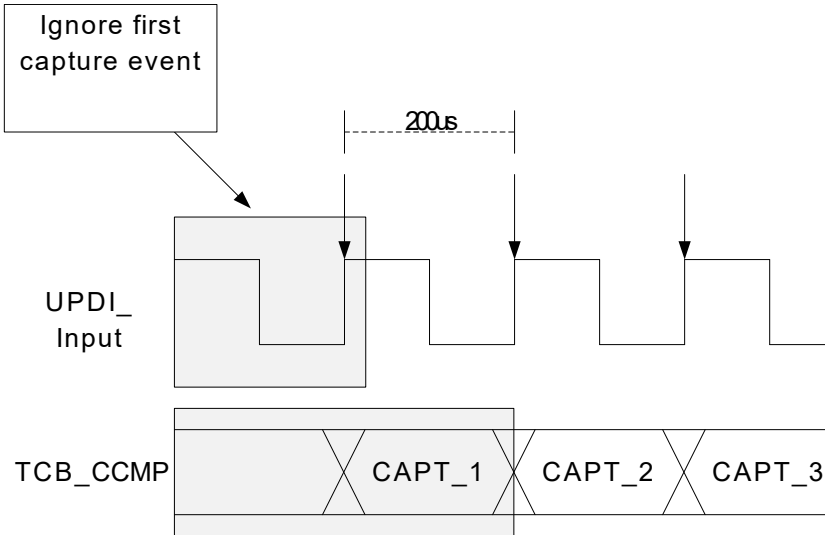 Ignore first
capture event
200us
UPDI_
Input
TCB_CCMP
CAPT_1
CAPT_2
CAPT_3